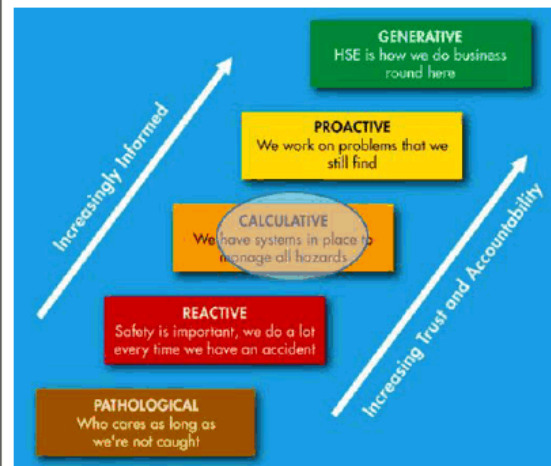 GENERATIVE
HSE is how we do business
round here
PROACTIVE
We work on problems that we
still find
CALCULATIVE
We have systems in place to
manage all hazards
REACTIVE
Safety is important, we do a lot
every time we have an accident
PATHOLOGICAL
Who cares as long as
we're not caught
Increasingly Informed
Increasing Trust and Accountability